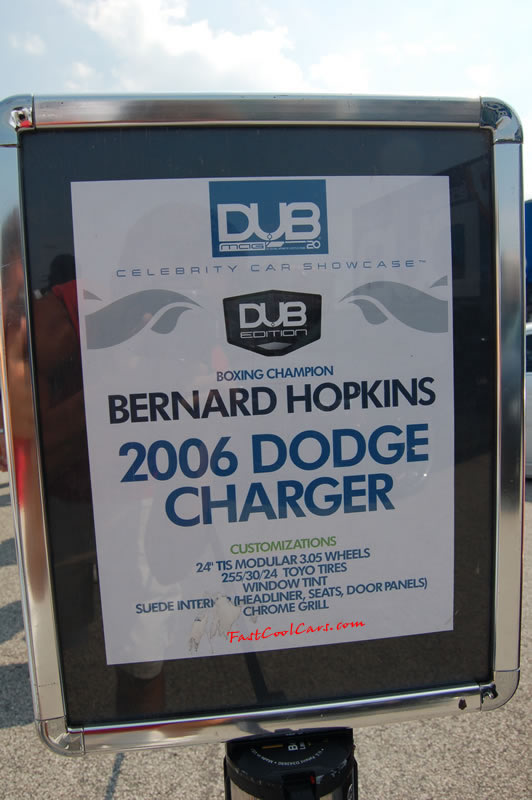 DUB
MAG 20
CELEBRITY CAR SHOWCASE™
DUB
EDITION
BOXING CHAMPION
BERNARD HOPKINS
2006 DODGE
CHARGER
CUSTOMIZATIONS
24" TIS MODULAR 3.05 WHEELS
255/30/24 TOYO TIRES
WINDOW TINT
SUEDE INTERIOR (HEADLINER, SEATS, DOOR PANELS)
CHROME GRILL
FastCoolCars.com